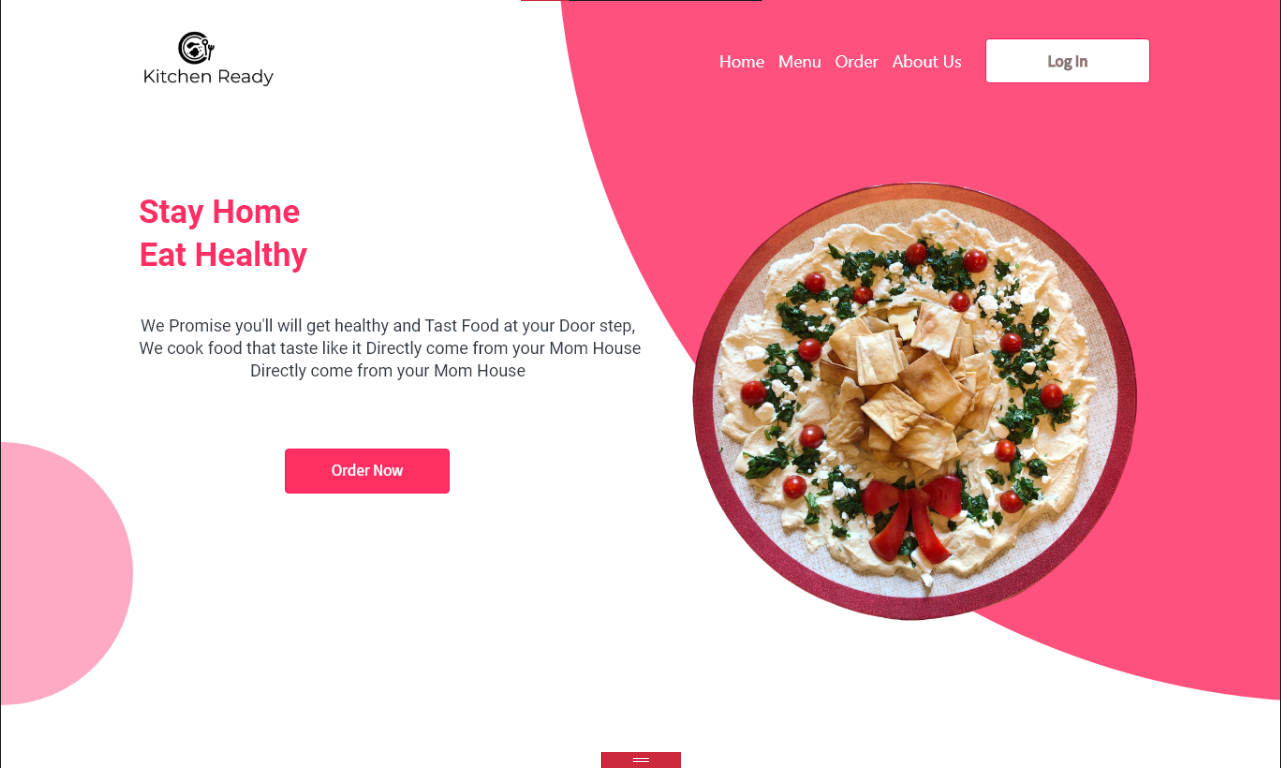 Kitchen Ready
Home Menu Order About Us Log In
Stay Home
Eat Healthy
We Promise you'll will get healthy and Tast Food at your Door step,
We cook food that taste like it Directly come from your Mom House
Directly come from your Mom House
Order Now